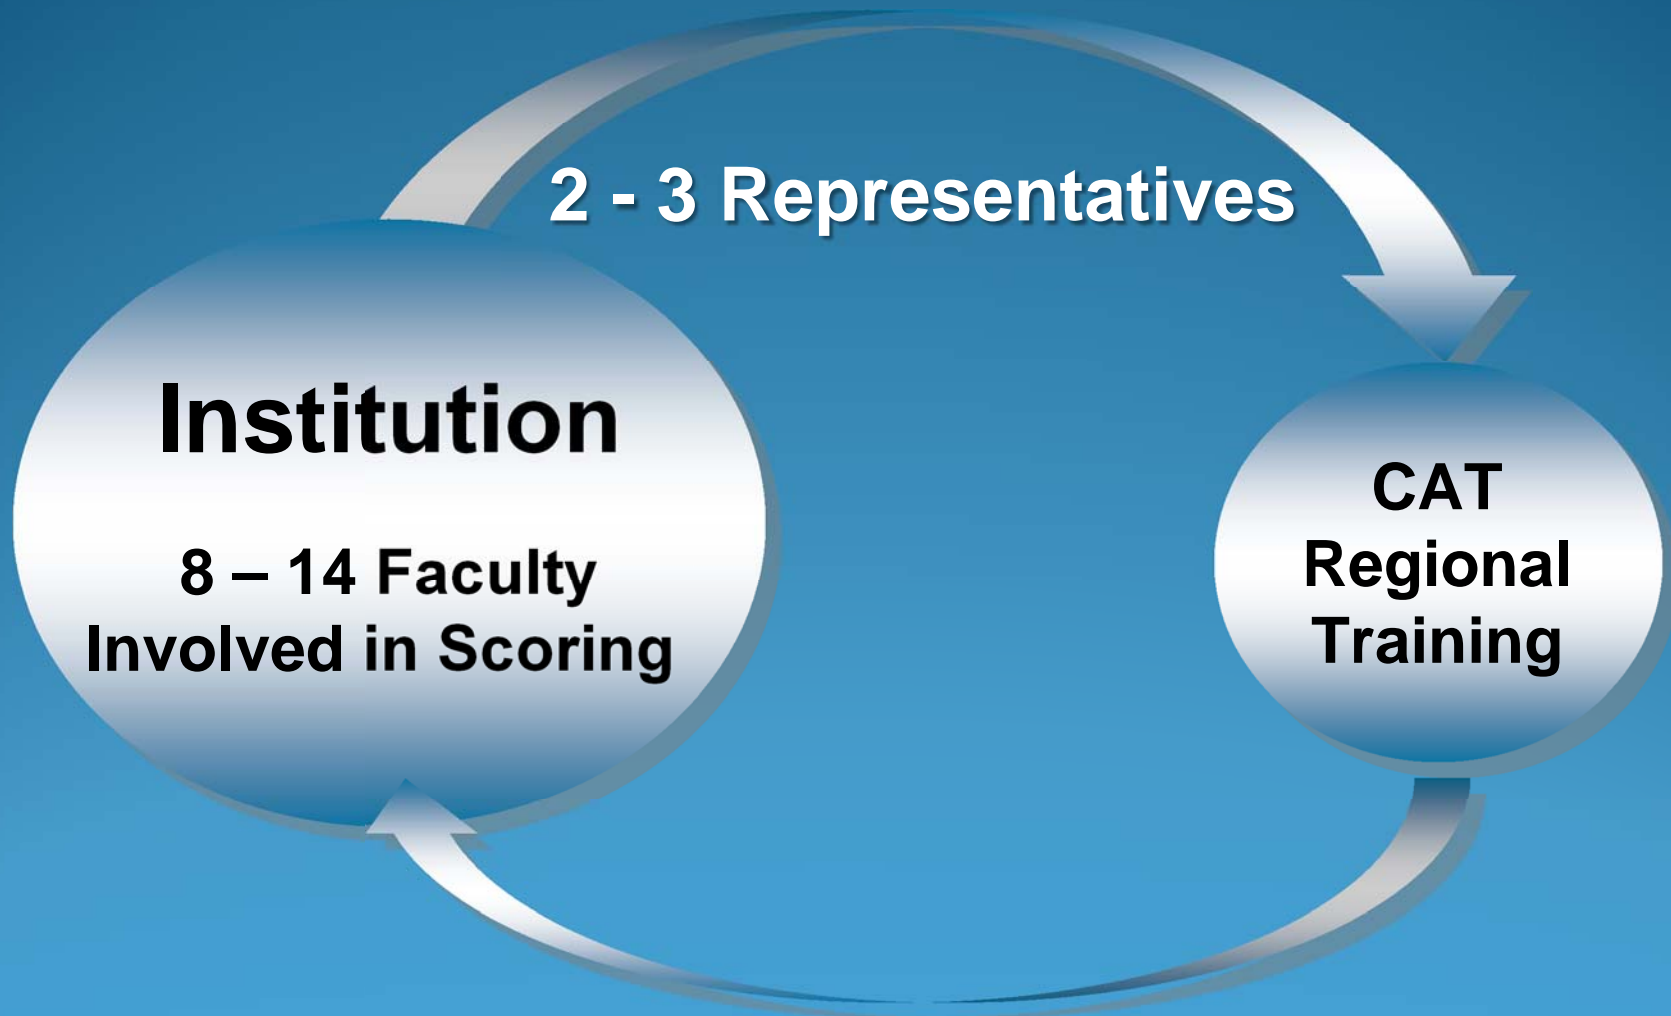 2 - 3 Representatives
Institution
8 – 14 Faculty
Involved in Scoring
CAT
Regional
Training